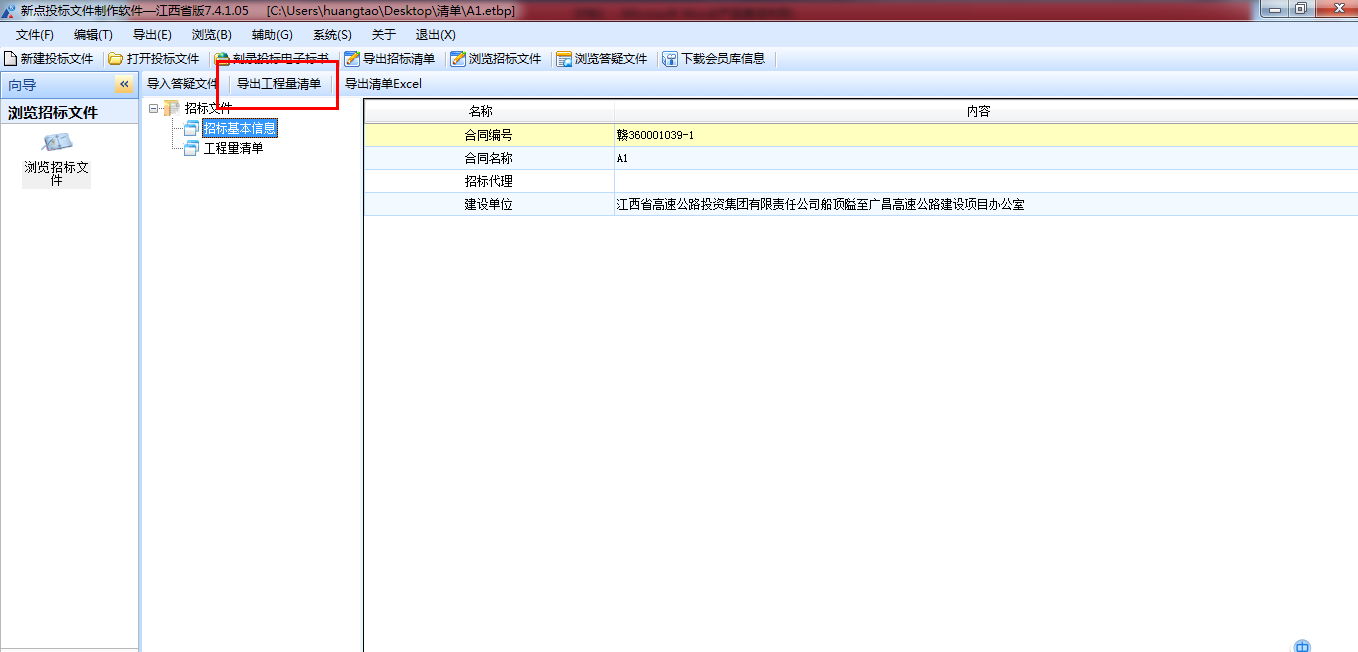 新点投标文件制作软件—江西省版7.4.1.05 [C:\Users\huangtao\Desktop\清单\A1.etbp]
文件(F) 编辑(T) 导出(E) 浏览(B) 辅助(G) 系统(S) 关于 退出(X)
新建投标文件 打开投标文件 刻录投标电子标书 导出招标清单 浏览招标文件 浏览答疑文件 下载会员库信息
向导 «
导入答疑文件 导出工程量清单 导出清单Excel
浏览招标文件
浏览招标文
件
招标文件
招标基本信息
工程量清单
名称 内容
合同编号 赣360001039-1
合同名称 A1
招标代理
建设单位 江西省高速公路投资集团有限责任公司船顶隘至广昌高速公路建设项目办公室
中